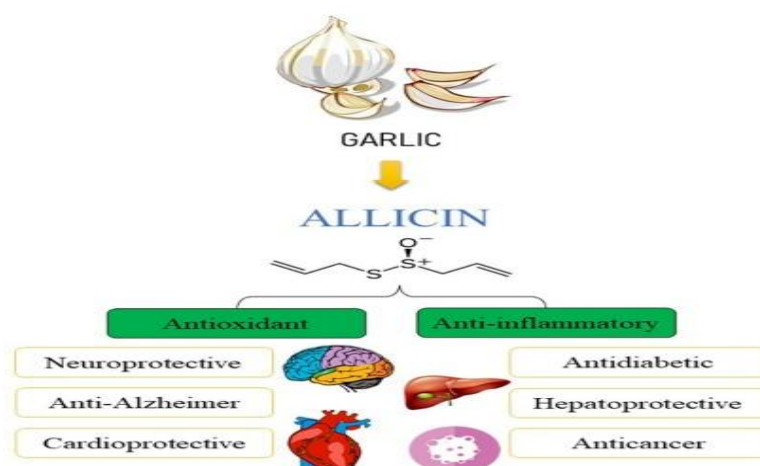 GARLIC
ALLICIN
O−
S S+
Antioxidant
Anti-inflammatory
Neuroprotective
Antidiabetic
Anti-Alzheimer
Hepatoprotective
Cardioprotective
Anticancer